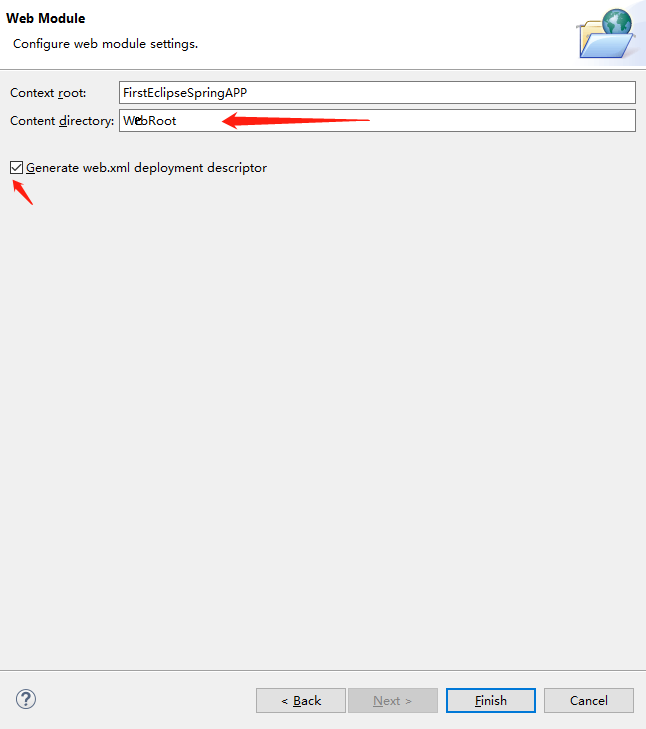 Web Module
Configure web module settings.
Context root: FirstEclipseSpringAPP
Content directory: WebRoot
Generate web.xml deployment descriptor
?
< Back Next > Finish Cancel